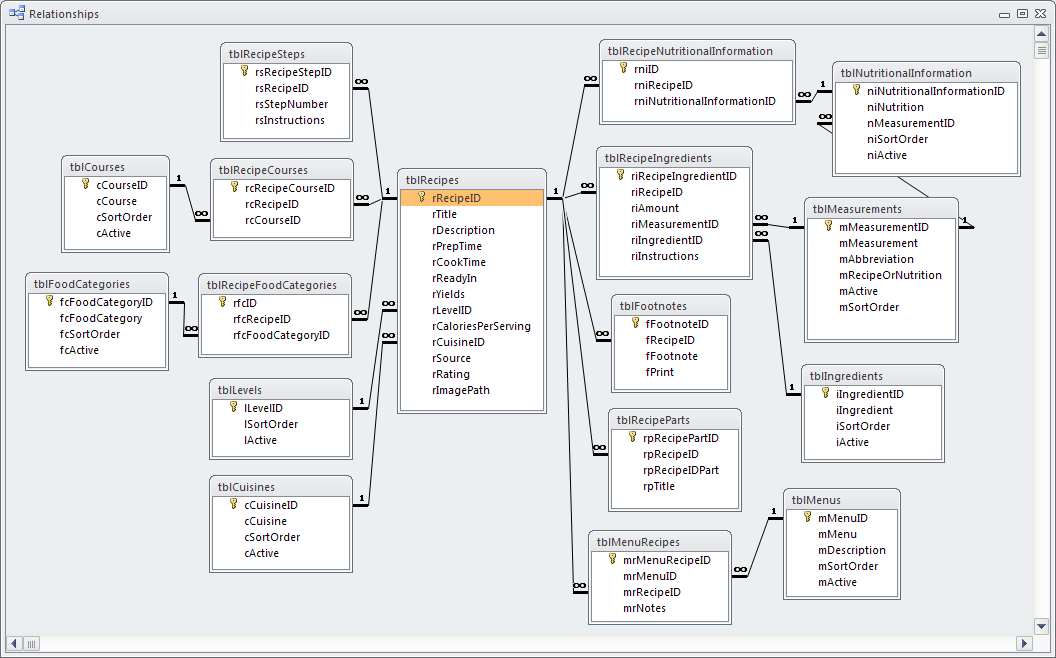 Relationships
tblRecipeSteps
rsRecipeStepID
rsRecipeID
rsStepNumber
rsInstructions
tblCourses
cCourseID
cCourse
cSortOrder
cActive
tblRecipeCourses
rcRecipeCourseID
rcRecipeID
rcCourseID
tblFoodCategories
fcFoodCategoryID
fcFoodCategory
fcSortOrder
fcActive
tblRecipeFoodCategories
rfcID
rfcRecipeID
rfcFoodCategoryID
tblLevels
lLevelID
lSortOrder
lActive
tblCuisines
cCuisineID
cCuisine
cSortOrder
cActive
tblRecipes
rRecipeID
rTitle
rDescription
rPrepTime
rCookTime
rReadyIn
rYields
rLevelID
rCaloriesPerServing
rCuisineID
rSource
rRating
rImagePath
tblRecipeNutritionalInformation
rniID
rniRecipeID
rniNutritionalInformationID
tblNutritionalInformation
niNutritionalInformationID
niNutrition
nMeasurementID
niSortOrder
niActive
tblRecipeIngredients
riRecipeIngredientID
riRecipeID
riAmount
riMeasurementID
riIngredientID
riInstructions
tblMeasurements
mMeasurementID
mMeasurement
mAbbreviation
mRecipeOrNutrition
mActive
mSortOrder
tblFootnotes
fFootnoteID
fRecipeID
fFootnote
fPrint
tblIngredients
iIngredientID
iIngredient
iSortOrder
iActive
tblRecipeParts
rpRecipePartID
rpRecipeID
rpRecipeIDPart
rpTitle
tblMenus
mMenuID
mMenu
mDescription
mSortOrder
mActive
tblMenuRecipes
mrMenuRecipeID
mrMenuID
mrRecipeID
mrNotes
1
∞
1
∞
1
∞
∞
∞
1
∞
1
∞
1
∞
∞
1
∞
1
∞
∞
∞
1
∞
1
∞
∞
∞
1
∞
1